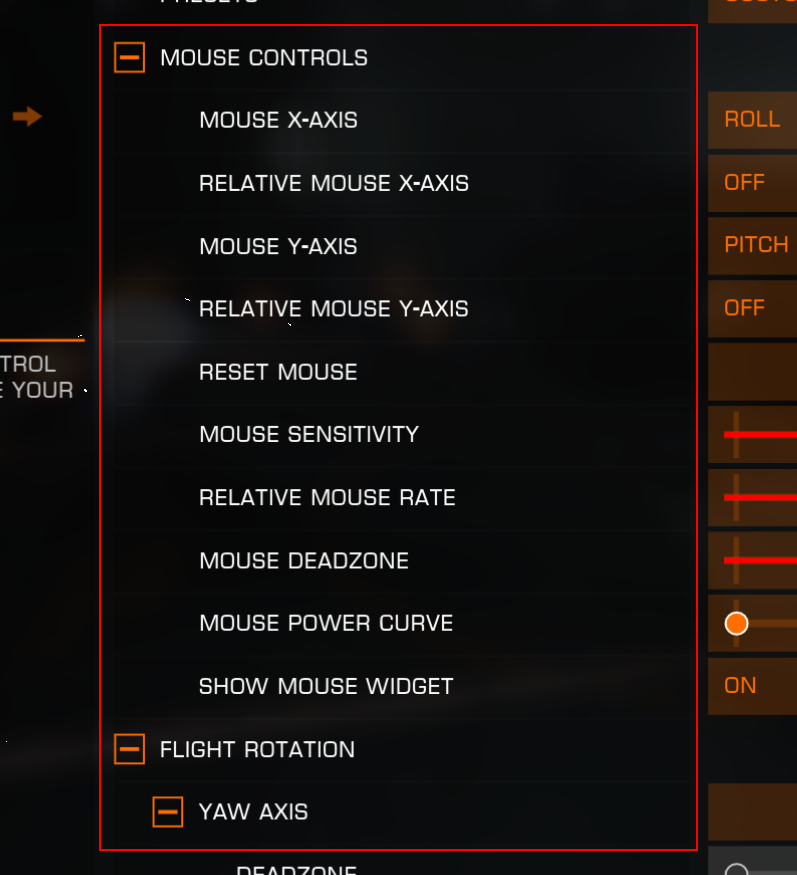 MOUSE CONTROLS
MOUSE X-AXIS
ROLL
RELATIVE MOUSE X-AXIS
OFF
MOUSE Y-AXIS
PITCH
RELATIVE MOUSE Y-AXIS
OFF
TROL
E YOUR
RESET MOUSE
MOUSE SENSITIVITY
RELATIVE MOUSE RATE
MOUSE DEADZONE
MOUSE POWER CURVE
SHOW MOUSE WIDGET
ON
FLIGHT ROTATION
YAW AXIS
DEADZONE